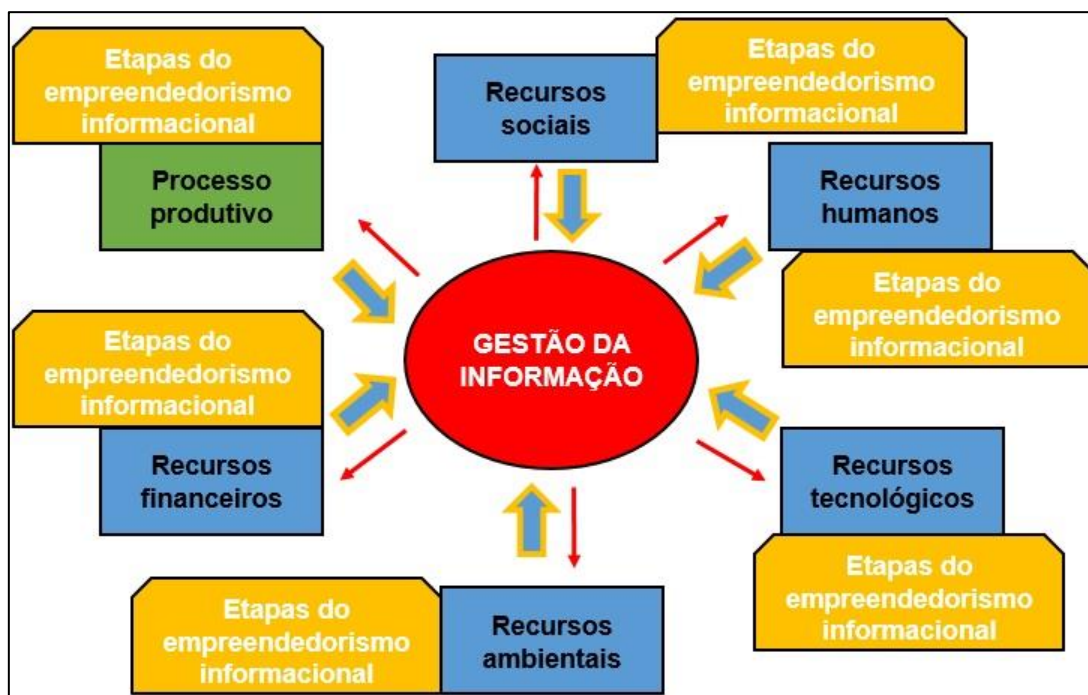 Etapas do
empreendedorismo
informacional
Processo
produtivo
Recursos
sociais
Etapas do
empreendedorismo
informacional
Recursos
humanos
Etapas do
empreendedorismo
informacional
Etapas do
empreendedorismo
informacional
Recursos
financeiros
GESTÃO DA
INFORMAÇÃO
Recursos
tecnológicos
Etapas do
empreendedorismo
informacional
Etapas do
empreendedorismo
informacional
Recursos
ambientais